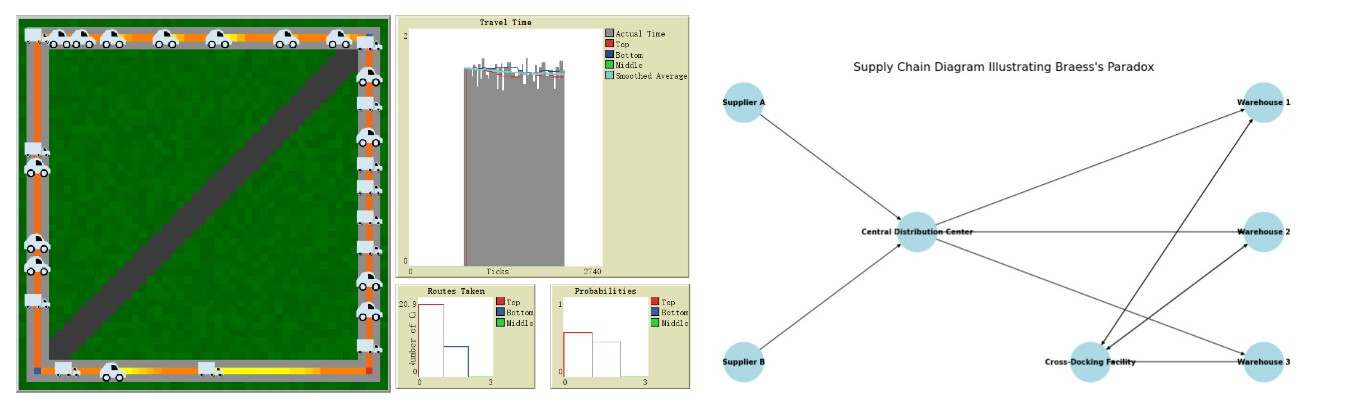 Travel Time
2
Actual Time
Top
Bottom
Middle
Smoothed Average
0
0
Ticks
2740
Routes Taken
20.9
Top
Bottom
Middle
0
0
3
Probabilities
1
Top
Bottom
Middle
0
0
3
Supply Chain Diagram Illustrating Braess's Paradox
Supplier A
Warehouse 1
Central Distribution Center
Warehouse 2
Supplier B
Cross-Docking Facility
Warehouse 3